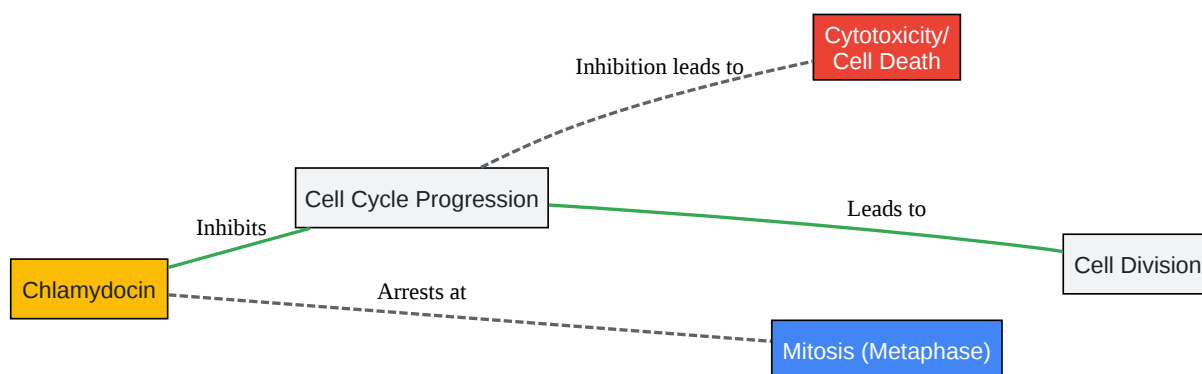 Cytotoxicity/
Cell Death
Inhibition leads to
Cell Cycle Progression
Inhibits
Leads to
Cell Division
Chlamydocin
Arrests at
Mitosis (Metaphase)